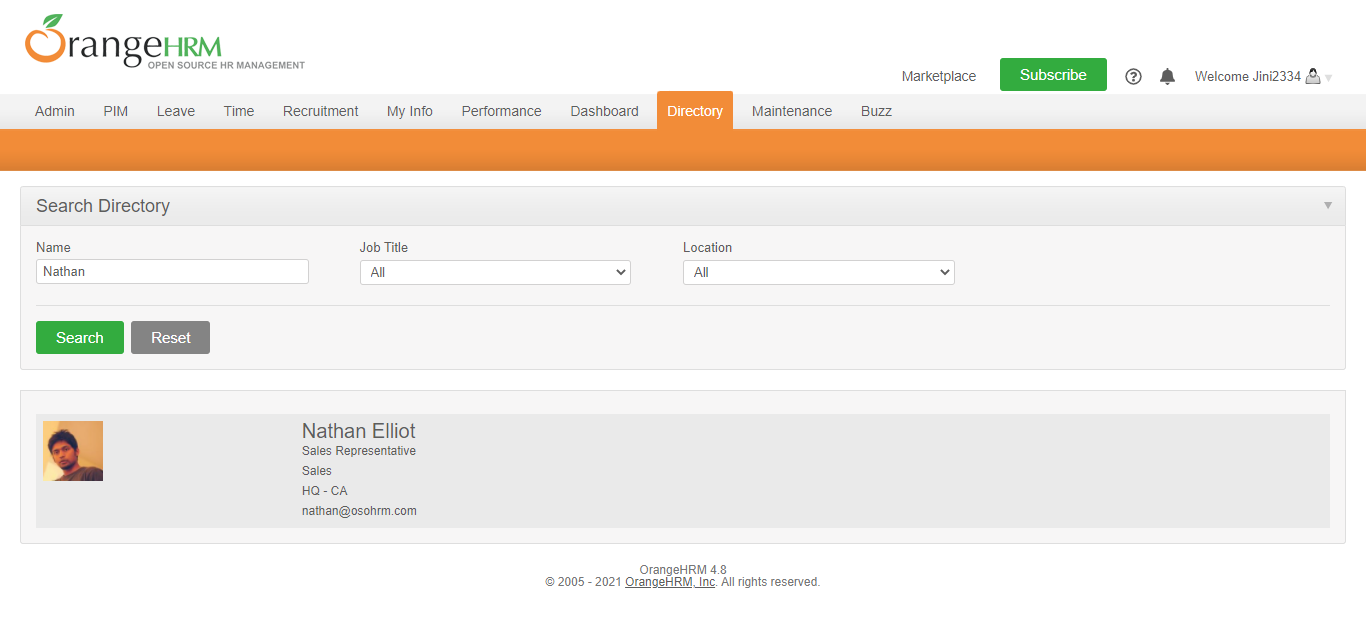 OrangeHRM
OPEN SOURCE HR MANAGEMENT
Marketplace Subscribe ? Welcome Jini2334
Admin PIM Leave Time Recruitment My Info Performance Dashboard Directory Maintenance Buzz
Search Directory
Name Job Title Location
Nathan All All
Search Reset
Nathan Elliot
Sales Representative
Sales
HQ - CA
nathan@osohrm.com
OrangeHRM 4.8
© 2005 - 2021 OrangeHRM, Inc. All rights reserved.